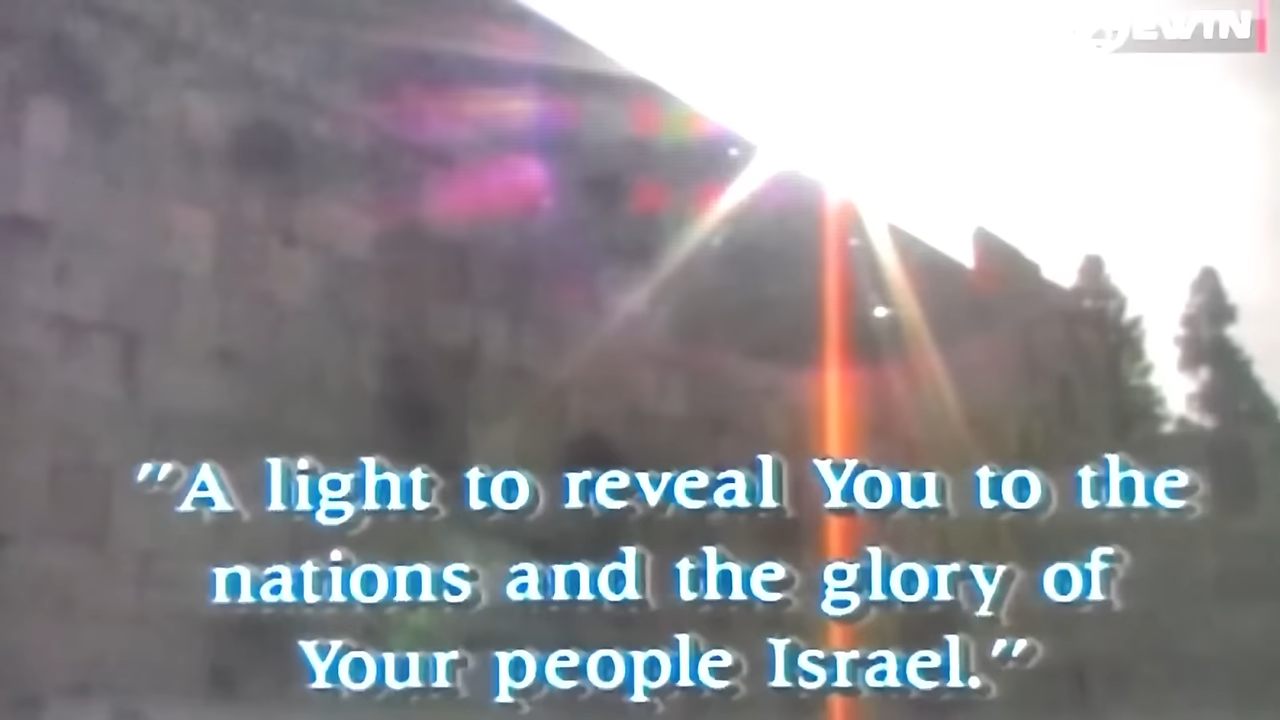 EWTN
"A light to reveal You to the
nations and the glory of
Your people Israel."